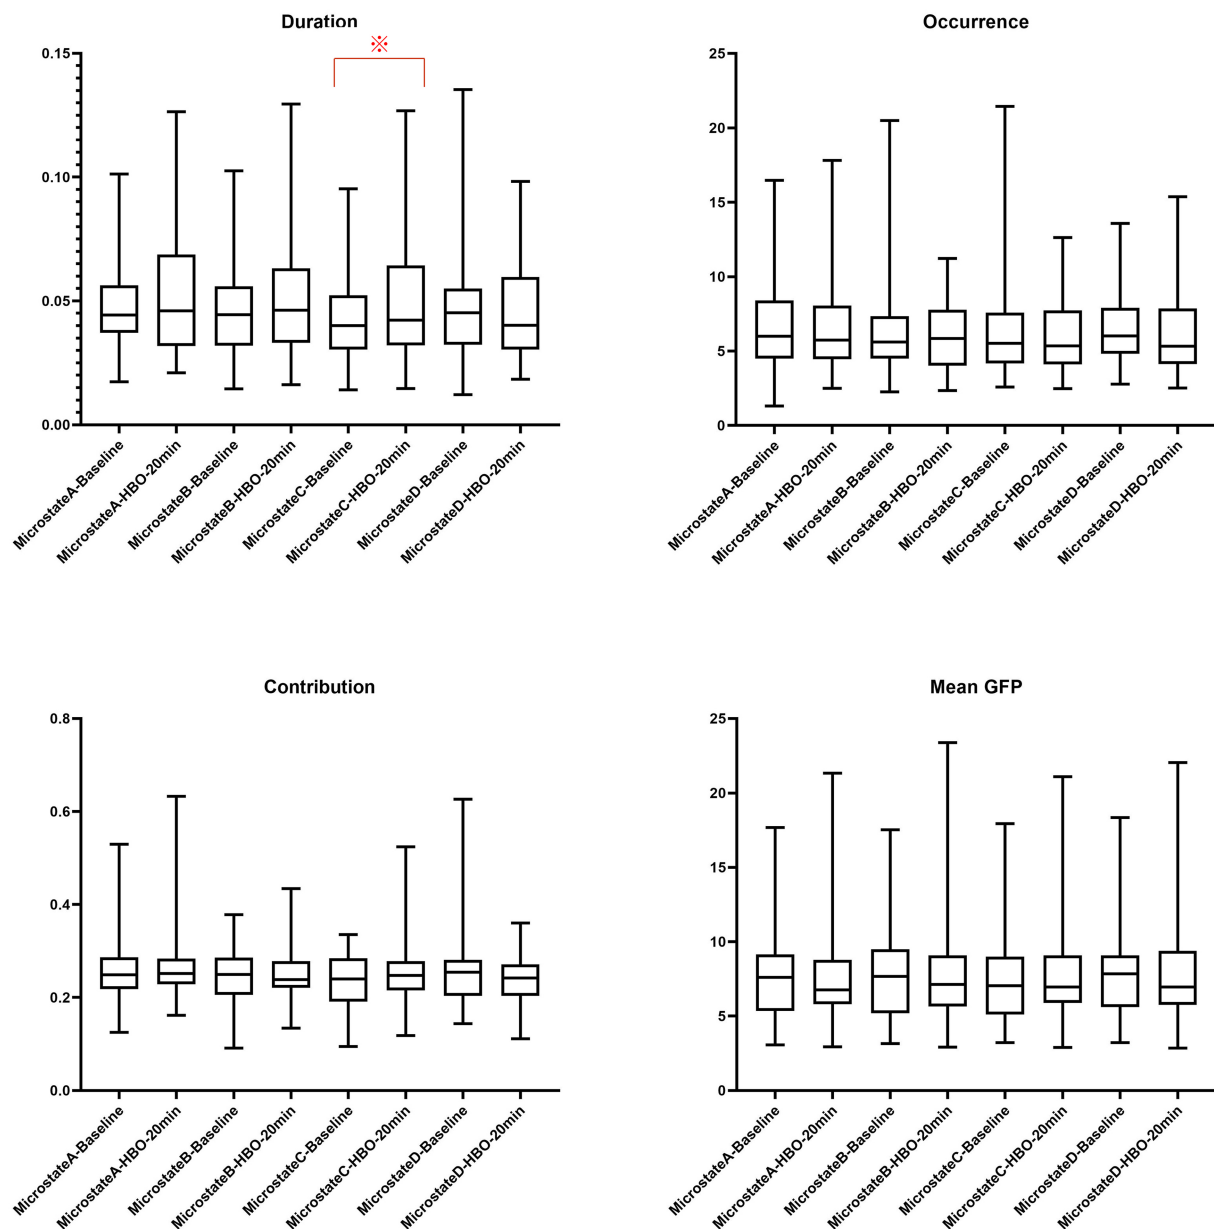 Duration
※
0.15
0.10
0.05
0.00
MicrostateA-Baseline
MicrostateA-HBO-20min
MicrostateB-Baseline
MicrostateB-HBO-20min
MicrostateC-Baseline
MicrostateC-HBO-20min
MicrostateD-Baseline
MicrostateD-HBO-20min
Occurrence
25
20
15
10
5
0
MicrostateA-Baseline
MicrostateA-HBO-20min
MicrostateB-Baseline
MicrostateB-HBO-20min
MicrostateC-Baseline
MicrostateC-HBO-20min
MicrostateD-Baseline
MicrostateD-HBO-20min
Contribution
0.8
0.6
0.4
0.2
0.0
MicrostateA-Baseline
MicrostateA-HBO-20min
MicrostateB-Baseline
MicrostateB-HBO-20min
MicrostateC-Baseline
MicrostateC-HBO-20min
MicrostateD-Baseline
MicrostateD-HBO-20min
Mean GFP
25
20
15
10
5
0
MicrostateA-Baseline
MicrostateA-HBO-20min
MicrostateB-Baseline
MicrostateB-HBO-20min
MicrostateC-Baseline
MicrostateC-HBO-20min
MicrostateD-Baseline
MicrostateD-HBO-20min